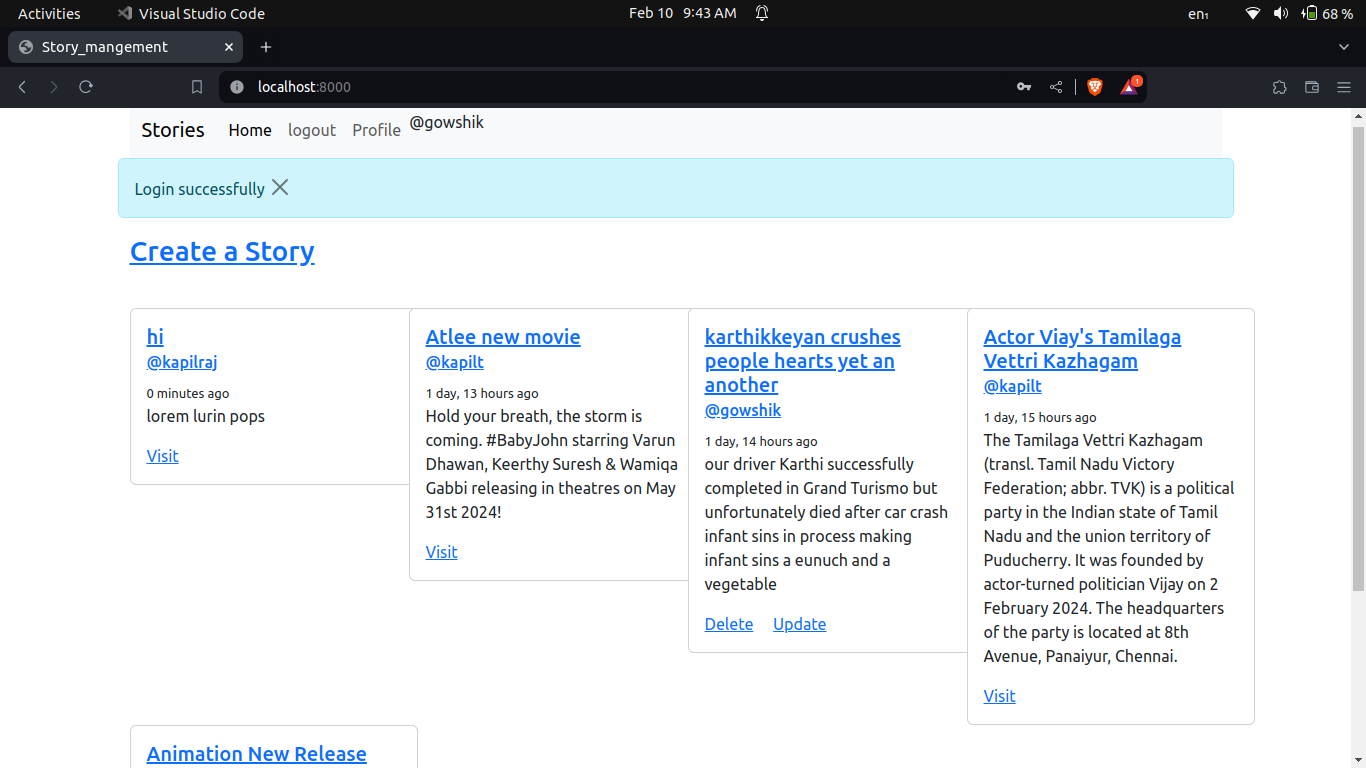 Activities Visual Studio Code Feb 10 9:43 AM en₁ 68 %
Story_mangement
localhost:8000 1
Stories Home logout Profile @gowshik
Login successfully
Create a Story
hi
@kapilraj
0 minutes ago
lorem lurin pops
Visit
Atlee new movie
@kapilt
1 day, 13 hours ago
Hold your breath, the storm is
coming. #BabyJohn starring Varun
Dhawan, Keerthy Suresh & Wamiqa
Gabbi releasing in theatres on May
31st 2024!
Visit
karthikkeyan crushes
people hearts yet an
another
@gowshik
1 day, 14 hours ago
our driver Karthi successfully
completed in Grand Turismo but
unfortunately died after car crash
infant sins in process making
infant sins a eunuch and a
vegetable
Delete Update
Actor Viay's Tamilaga
Vettri Kazhagam
@kapilt
1 day, 15 hours ago
The Tamilaga Vettri Kazhagam
(transl. Tamil Nadu Victory
Federation; abbr. TVK) is a political
party in the Indian state of Tamil
Nadu and the union territory of
Puducherry. It was founded by
actor-turned politician Vijay on 2
February 2024. The headquarters
of the party is located at 8th
Avenue, Panaiyur, Chennai.
Visit
Animation New Release